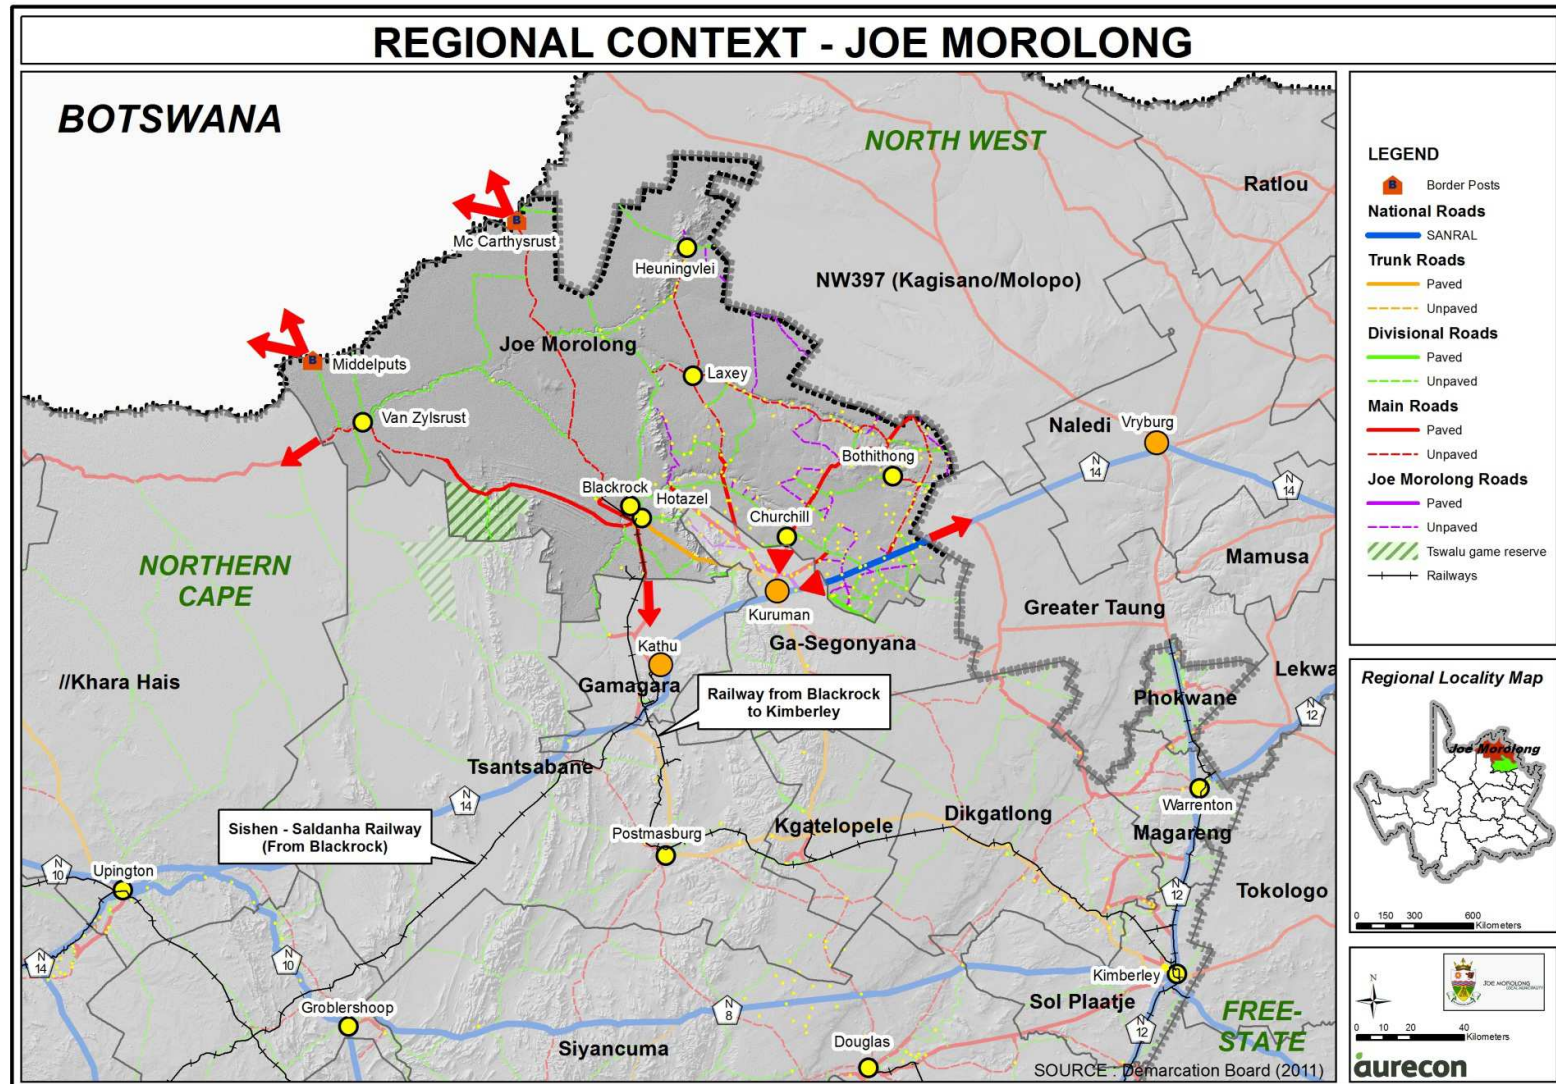 REGIONAL CONTEXT - JOE MOROLONG
BOTSWANA
NORTH WEST
Ratlou
Mc Carthysrust
B
Heuningvlei
NW397 (Kagisano/Molopo)
Joe Morolong
B
Middelputs
Laxey
Van Zylsrust
Naledi
Vryburg
Bothithong
N
14
N
14
Blackrock
Hotazel
Churchill
NORTHERN
CAPE
Mamusa
Kuruman
Greater Taung
Ga-Segonyana
Kathu
//Khara Hais
Gamagara
Railway from Blackrock
to Kimberley
Phokwane
Lekwa
N
12
Tsantsabane
N
14
Warrenton
Sishen - Saldanha Railway
(From Blackrock)
Postmasburg
Kgatelopele
Dikgatlong
Magareng
N
10
Upington
N
12
Tokologo
N
14
N
10
Kimberley
Groblershoop
N
8
Sol Plaatje
FREE-
STATE
N
12
Siyancuma
Douglas
SOURCE : Demarcation Board (2011)
LEGEND
B
Border Posts
National Roads
SANRAL
Trunk Roads
Paved
Unpaved
Divisional Roads
Paved
Unpaved
Main Roads
Paved
Unpaved
Joe Morolong Roads
Paved
Unpaved
Tswalu game reserve
Railways
Regional Locality Map
Joe Morolong
0 150 300 600
Kilometers
N
JOE MOROLONG
LOCAL MUNICIPALITY
0 10 20 40
Kilometers
aurecon